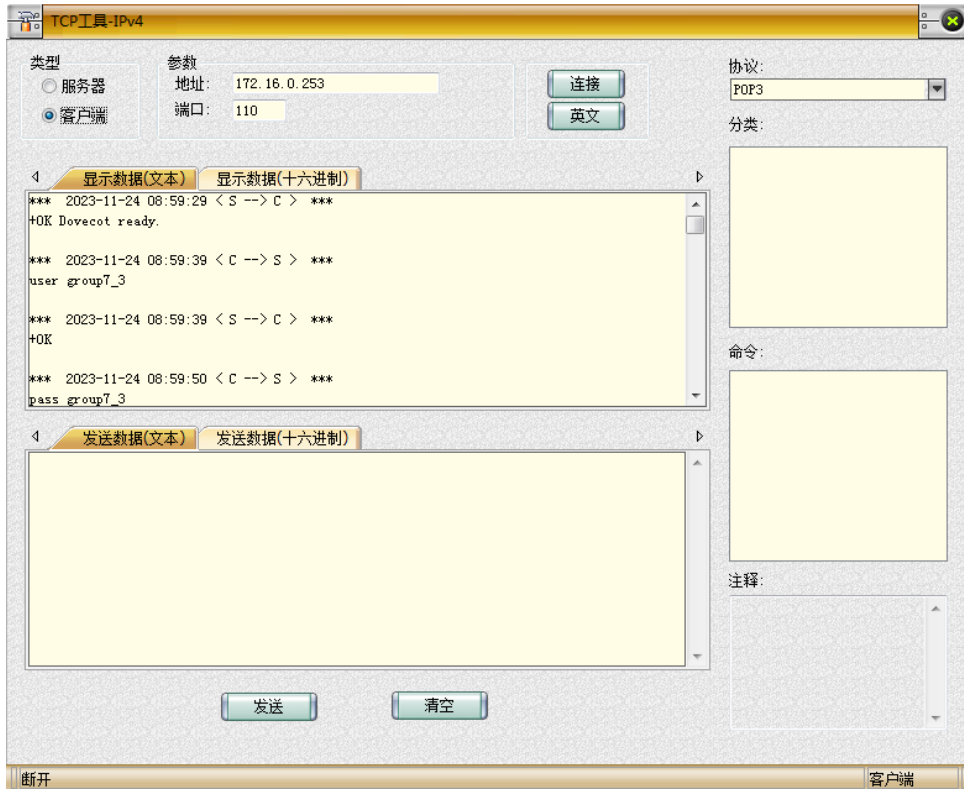 TCP工具-IPv4
类型
服务器
客户端
参数
地址: 172.16.0.253
端口: 110
连接
英文
协议:
POP3
分类:
显示数据(文本) 显示数据(十六进制)
*** 2023-11-24 08:59:29 < S --> C > ***
+OK Dovecot ready.
*** 2023-11-24 08:59:39 < C --> S > ***
user group7_3
*** 2023-11-24 08:59:39 < S --> C > ***
+OK
*** 2023-11-24 08:59:50 < C --> S > ***
pass group7_3
命令:
发送数据(文本) 发送数据(十六进制)
注释:
发送 清空
断开 客户端